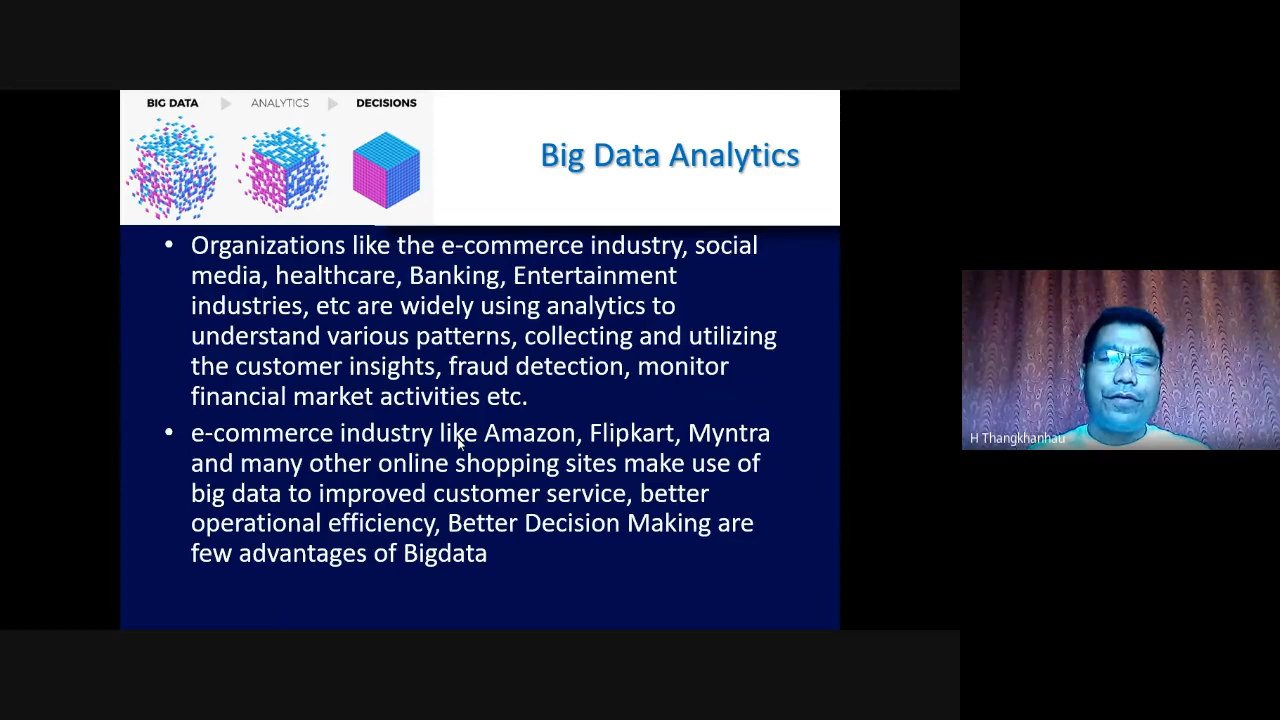 BIG DATA ANALYTICS DECISIONS
Big Data Analytics
• Organizations like the e-commerce industry, social
media, healthcare, Banking, Entertainment
industries, etc are widely using analytics to
understand various patterns, collecting and utilizing
the customer insights, fraud detection, monitor
financial market activities etc.
• e-commerce industry like Amazon, Flipkart, Myntra
and many other online shopping sites make use of
big data to improved customer service, better
operational efficiency, Better Decision Making are
few advantages of Bigdata
H Thangkhanhau